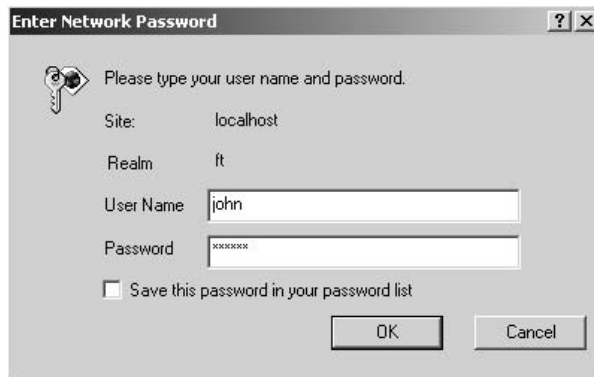 Enter Network Password
? ×
Please type your user name and password.
Site: localhost
Realm ft
User Name john
Password ******
Save this password in your password list
OK Cancel